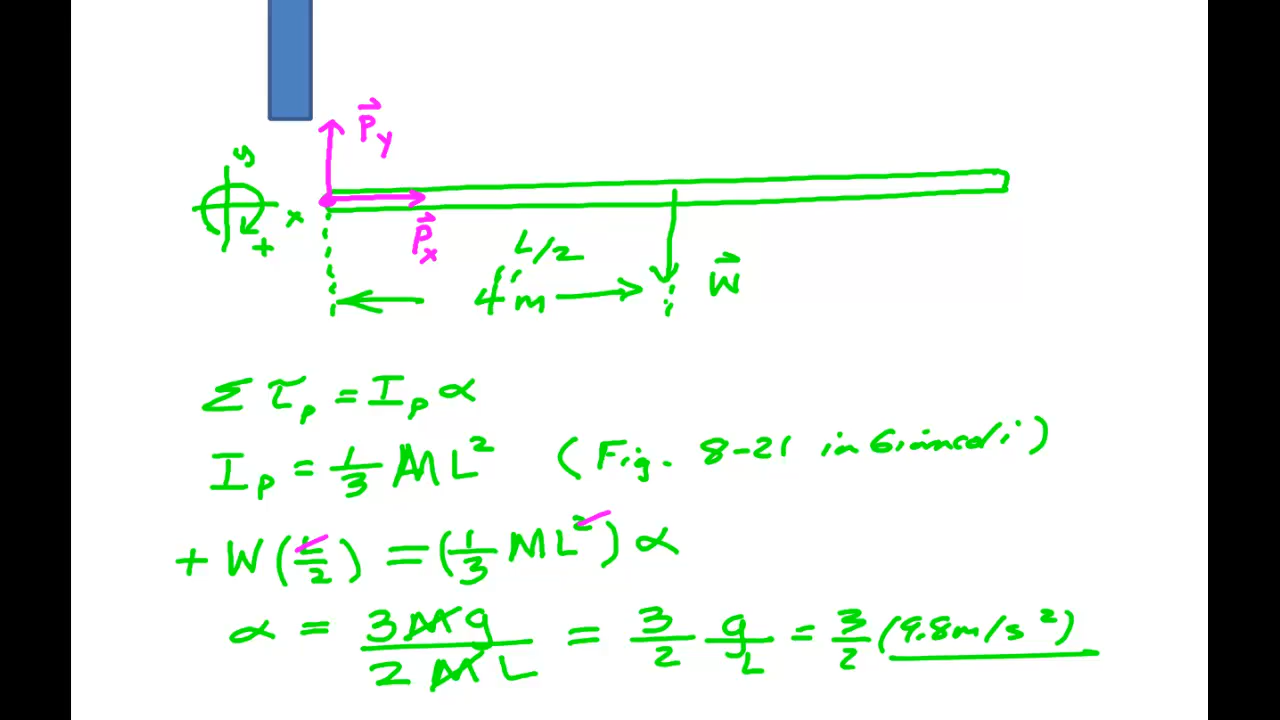 P⃗y
y
x
+
P⃗x
L/2
4 m
W⃗
Σ τp = Ip α
Ip = 1/3 ML² (Fig. 8-21 in Giancoli)
+ W (L/2) = (1/3 ML²) α
α = 3Mg/2ML = 3/2 g/L = 3/2 (9.8m/s²)